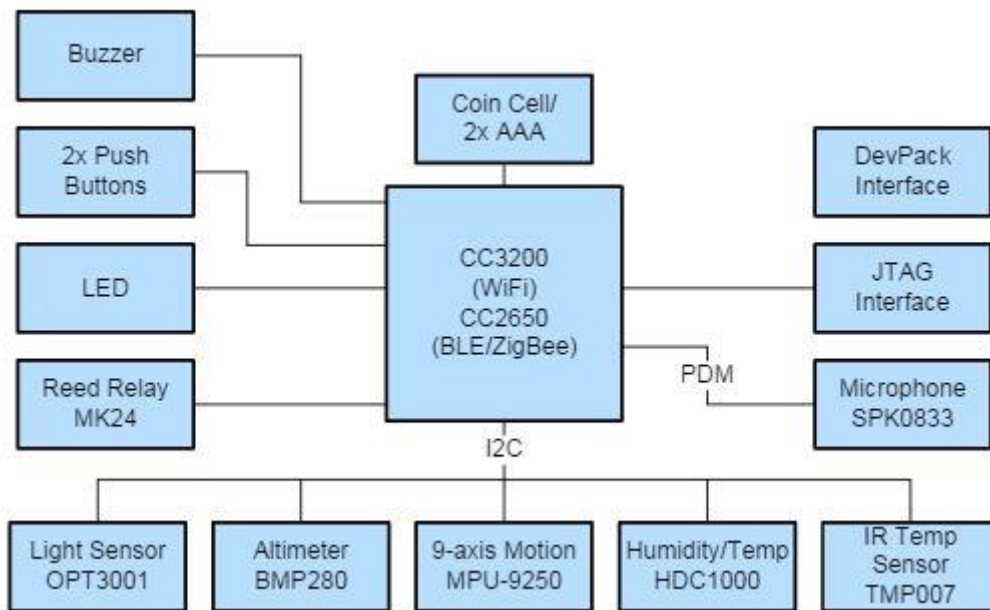 Buzzer
Coin Cell/
2x AAA
2x Push
Buttons
DevPack
Interface
LED
CC3200
(WiFi)
CC2650
(BLE/ZigBee)
JTAG
Interface
Reed Relay
MK24
PDM
Microphone
SPK0833
I2C
Light Sensor
OPT3001
Altimeter
BMP280
9-axis Motion
MPU-9250
Humidity/Temp
HDC1000
IR Temp
Sensor
TMP007